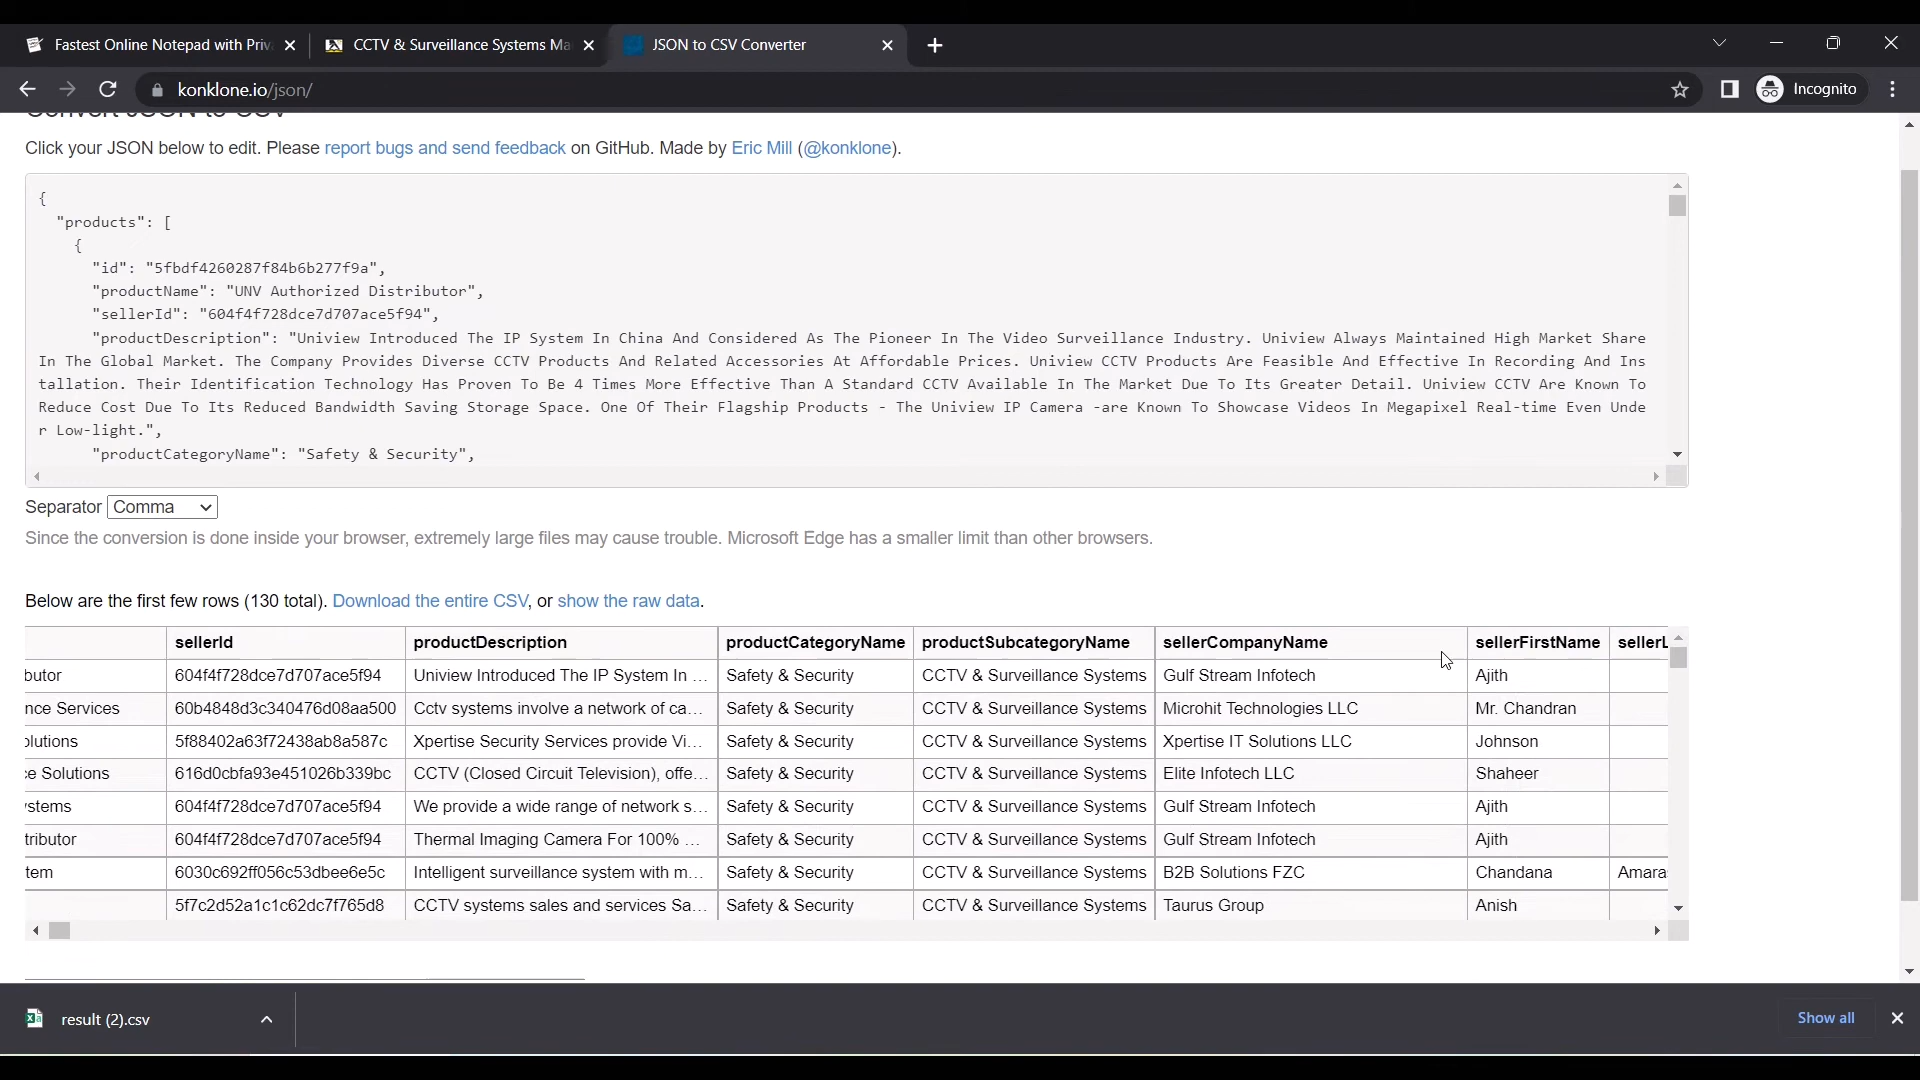 Fastest Online Notepad with Priv
CCTV & Surveillance Systems Ma
JSON to CSV Converter
konklone.io/json/
Incognito
Convert JSON to CSV
Click your JSON below to edit. Please report bugs and send feedback on GitHub. Made by Eric Mill (@konklone).
{
"products": [
{
"id": "5fbdf4260287f84b6b277f9a",
"productName": "UNV Authorized Distributor",
"sellerId": "604f4f728dce7d707ace5f94",
"productDescription": "Uniview Introduced The IP System In China And Considered As The Pioneer In The Video Surveillance Industry. Uniview Always Maintained High Market Share
In The Global Market. The Company Provides Diverse CCTV Products And Related Accessories At Affordable Prices. Uniview CCTV Products Are Feasible And Effective In Recording And Ins
tallation. Their Identification Technology Has Proven To Be 4 Times More Effective Than A Standard CCTV Available In The Market Due To Its Greater Detail. Uniview CCTV Are Known To
Reduce Cost Due To Its Reduced Bandwidth Saving Storage Space. One Of Their Flagship Products - The Uniview IP Camera -are Known To Showcase Videos In Megapixel Real-time Even Unde
r Low-light.",
"productCategoryName": "Safety & Security",
Separator Comma
Since the conversion is done inside your browser, extremely large files may cause trouble. Microsoft Edge has a smaller limit than other browsers.
Below are the first few rows (130 total). Download the entire CSV, or show the raw data.
sellerId productDescription productCategoryName productSubcategoryName sellerCompanyName sellerFirstName sellerL
butor 604f4f728dce7d707ace5f94 Uniview Introduced The IP System In ... Safety & Security CCTV & Surveillance Systems Gulf Stream Infotech Ajith
nce Services 60b4848d3c340476d08aa500 Cctv systems involve a network of ca... Safety & Security CCTV & Surveillance Systems Microhit Technologies LLC Mr. Chandran
olutions 5f88402a63f72438ab8a587c Xpertise Security Services provide Vi... Safety & Security CCTV & Surveillance Systems Xpertise IT Solutions LLC Johnson
ce Solutions 616d0cbfa93e451026b339bc CCTV (Closed Circuit Television), offe... Safety & Security CCTV & Surveillance Systems Elite Infotech LLC Shaheer
ystems 604f4f728dce7d707ace5f94 We provide a wide range of network s... Safety & Security CCTV & Surveillance Systems Gulf Stream Infotech Ajith
tributor 604f4f728dce7d707ace5f94 Thermal Imaging Camera For 100% ... Safety & Security CCTV & Surveillance Systems Gulf Stream Infotech Ajith
tem 6030c692ff056c53dbee6e5c Intelligent surveillance system with m... Safety & Security CCTV & Surveillance Systems B2B Solutions FZC Chandana Amara
5f7c2d52a1c1c62dc7f765d8 CCTV systems sales and services Sa... Safety & Security CCTV & Surveillance Systems Taurus Group Anish
result (2).csv
Show all